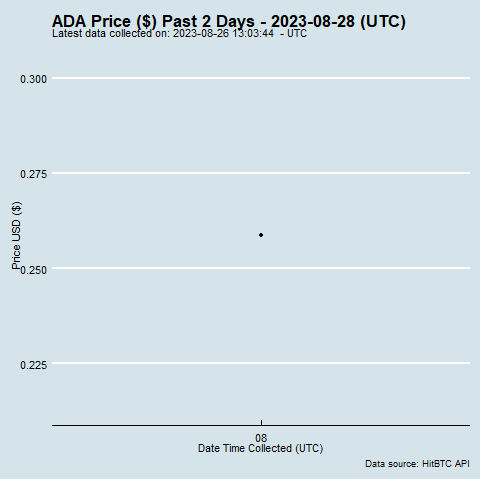 ADA Price ($) Past 2 Days - 2023-08-28 (UTC)
Latest data collected on: 2023-08-26 13:03:44  - UTC
0.300
0.275
Price USD ($)
0.250
0.225
08
Date Time Collected (UTC)
Data source: HitBTC API